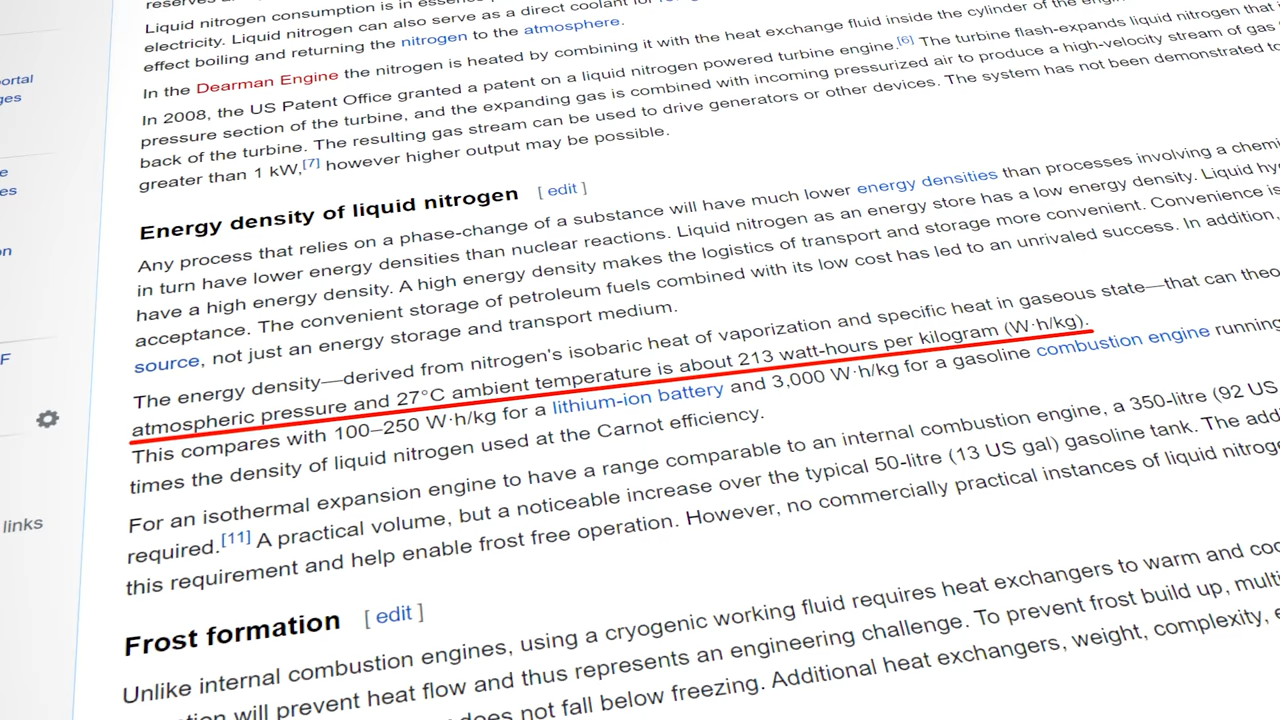 Liquid nitrogen consumption is in essence
electricity. Liquid nitrogen can also serve as a direct coolant for
effect boiling and returning the nitrogen to the atmosphere.
In the Dearman Engine the nitrogen is heated by combining it with the heat exchange fluid inside the cylinder of the
In 2008, the US Patent Office granted a patent on a liquid nitrogen powered turbine engine.[6] The turbine flash-expands liquid nitrogen that
pressure section of the turbine, and the expanding gas is combined with incoming pressurized air to produce a high-velocity stream of gas
back of the turbine. The resulting gas stream can be used to drive generators or other devices. The system has not been demonstrated to
greater than 1 kW,[7] however higher output may be possible.
Energy density of liquid nitrogen [ edit ]
Any process that relies on a phase-change of a substance will have much lower energy densities than processes involving a
in turn have lower energy densities than nuclear reactions. Liquid nitrogen as an energy store has a low energy density. Liquid
have a high energy density. A high energy density makes the logistics of transport and storage more convenient. Convenience is
acceptance. The convenient storage of petroleum fuels combined with its low cost has led to an unrivaled success. In addition,
source, not just an energy storage and transport medium.
The energy density—derived from nitrogen's isobaric heat of vaporization and specific heat in gaseous state—that can
atmospheric pressure and 27°C ambient temperature is about 213 watt-hours per kilogram (W·h/kg).
This compares with 100–250 W·h/kg for a lithium-ion battery and 3,000 W·h/kg for a gasoline combustion engine running
times the density of liquid nitrogen used at the Carnot efficiency.
For an isothermal expansion engine to have a range comparable to an internal combustion engine, a 350-litre (92 US
required.[11] A practical volume, but a noticeable increase over the typical 50-litre (13 US gal) gasoline tank. The
this requirement and help enable frost free operation. However, no commercially practical instances of liquid
links
Frost formation [ edit ]
Unlike internal combustion engines, using a cryogenic working fluid requires heat exchangers to warm and
will prevent heat flow and thus represents an engineering challenge. To prevent frost build up,
does not fall below freezing. Additional heat exchangers, weight, complexity,